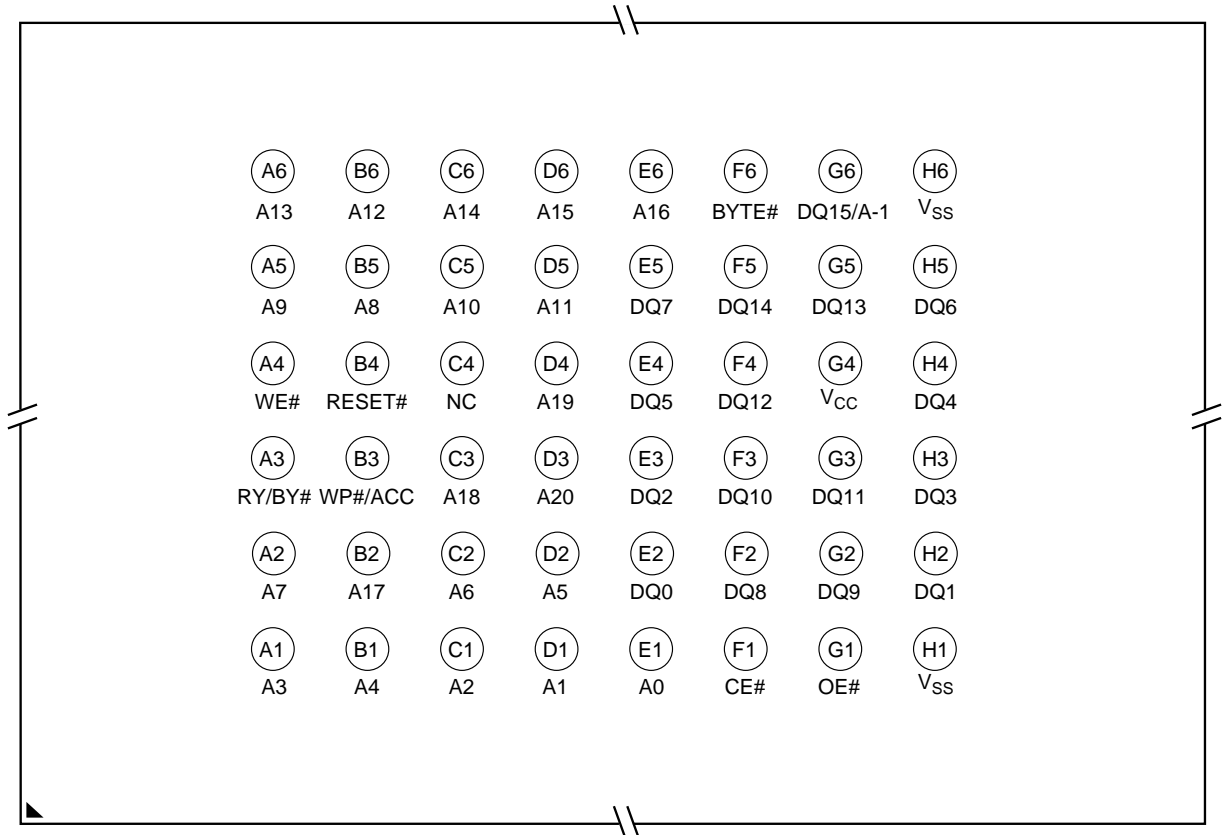 A6 B6 C6 D6 E6 F6 G6 H6
A13 A12 A14 A15 A16 BYTE# DQ15/A-1 VSS
A5 B5 C5 D5 E5 F5 G5 H5
A9 A8 A10 A11 DQ7 DQ14 DQ13 DQ6
A4 B4 C4 D4 E4 F4 G4 H4
WE# RESET# NC A19 DQ5 DQ12 VCC DQ4
A3 B3 C3 D3 E3 F3 G3 H3
RY/BY# WP#/ACC A18 A20 DQ2 DQ10 DQ11 DQ3
A2 B2 C2 D2 E2 F2 G2 H2
A7 A17 A6 A5 DQ0 DQ8 DQ9 DQ1
A1 B1 C1 D1 E1 F1 G1 H1
A3 A4 A2 A1 A0 CE# OE# VSS